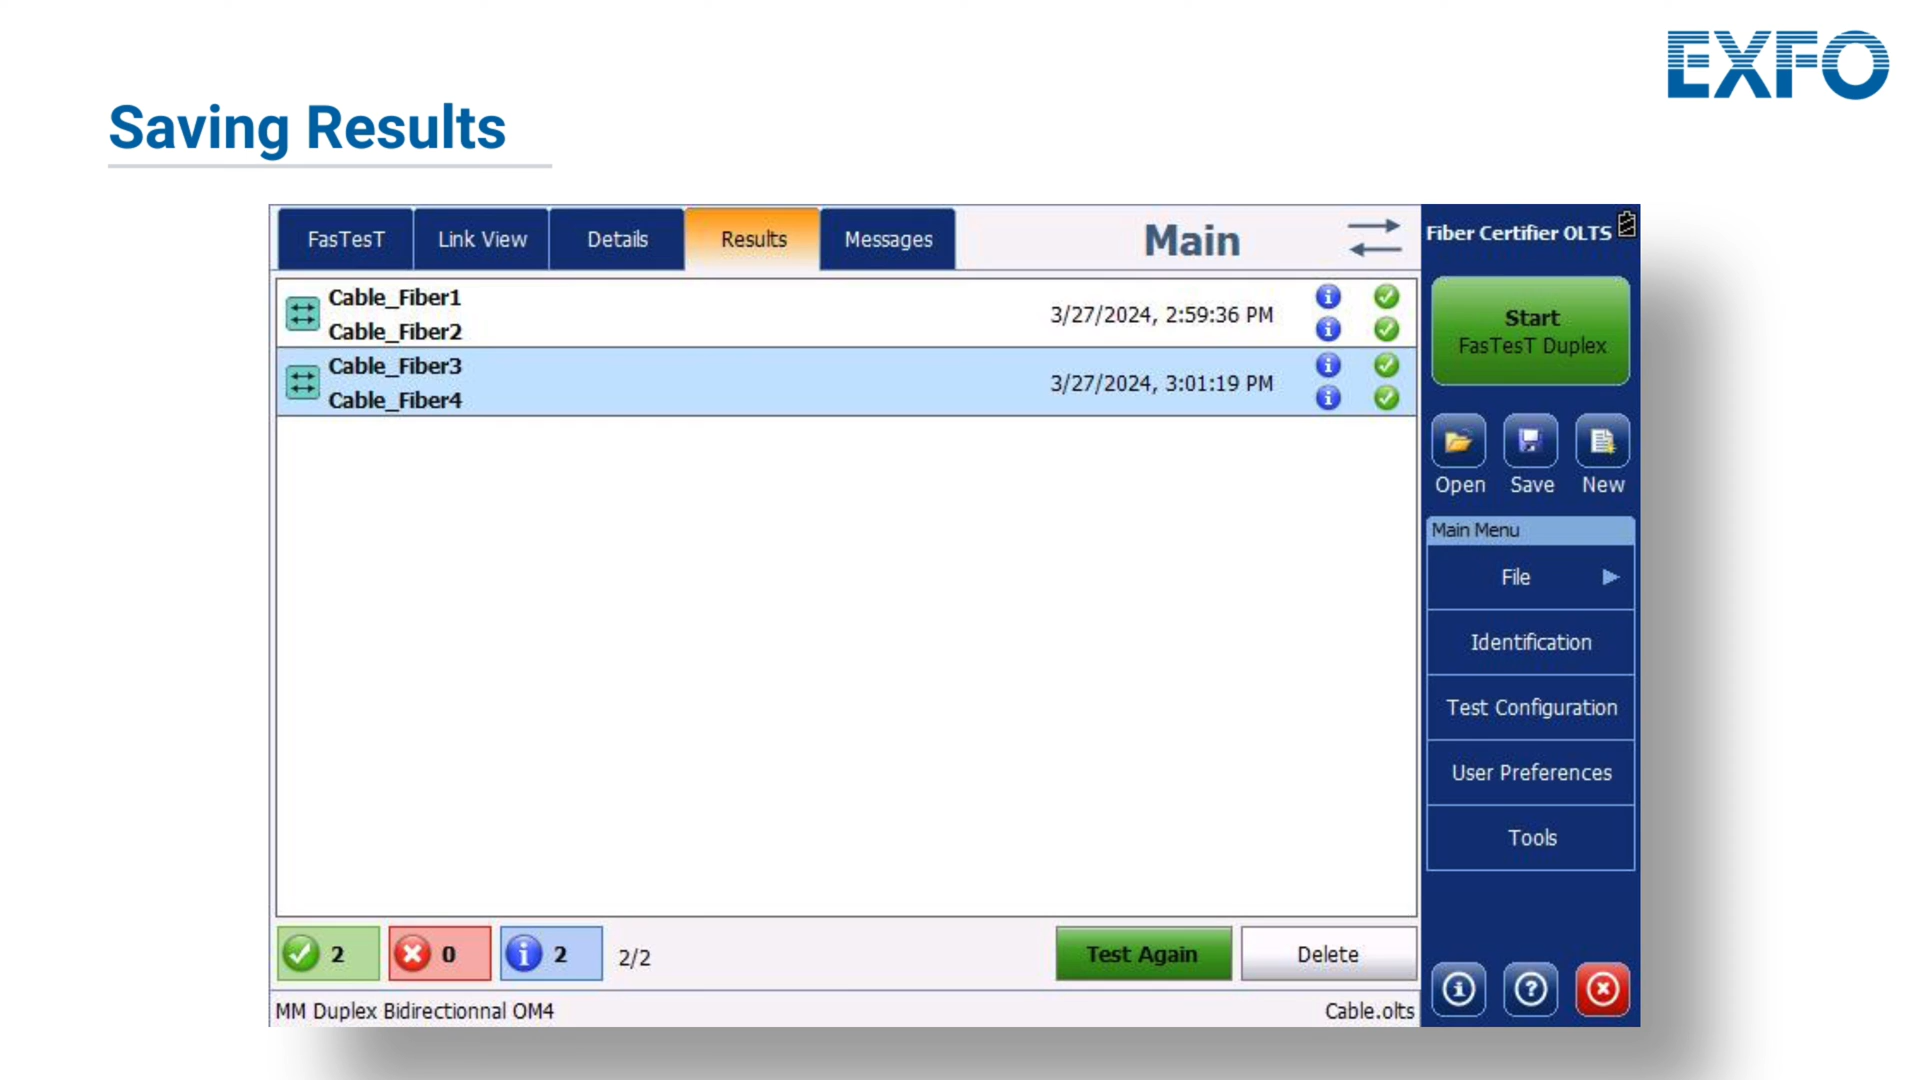 EXFO
Saving Results
FasTesT Link View Details Results Messages Main Fiber Certifier OLTS
Cable_Fiber1
Cable_Fiber2
3/27/2024, 2:59:36 PM
Cable_Fiber3
Cable_Fiber4
3/27/2024, 3:01:19 PM
Start
FasTesT Duplex
Open Save New
Main Menu
File
Identification
Test Configuration
User Preferences
Tools
2 0 2 2/2 Test Again Delete
MM Duplex Bidirectionnal OM4 Cable.olts